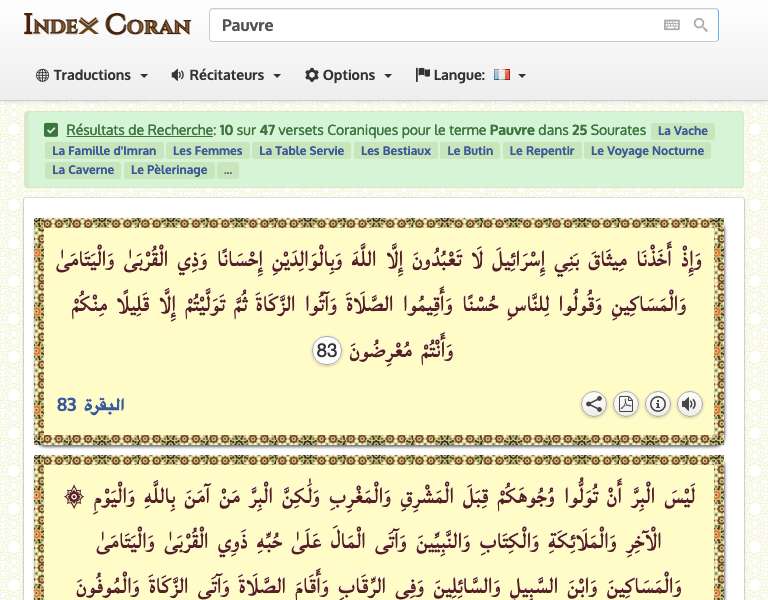 INDEX CORAN
Pauvre
Traductions Récitateurs Options Langue:
Résultats de Recherche: 10 sur 47 versets Coraniques pour le terme Pauvre dans 25 Sourates La Vache
La Famille d'Imran Les Femmes La Table Servie Les Bestiaux Le Butin Le Repentir Le Voyage Nocturne
La Caverne Le Pèlerinage ...
وَإِذْ أَخَذْنَا مِيثَاقَ بَنِي إِسْرَائِيلَ لَا تَعْبُدُونَ إِلَّا اللَّهَ وَبِالْوَالِدَيْنِ إِحْسَانًا وَذِي الْقُرْبَىٰ وَالْيَتَامَىٰ
وَالْمَسَاكِينِ وَقُولُوا لِلنَّاسِ حُسْنًا وَأَقِيمُوا الصَّلَاةَ وَآتُوا الزَّكَاةَ ثُمَّ تَوَلَّيْتُمْ إِلَّا قَلِيلًا مِنْكُمْ
وَأَنْتُمْ مُعْرِضُونَ 83
البقرة 83
لَيْسَ الْبِرَّ أَنْ تُوَلُّوا وُجُوهَكُمْ قِبَلَ الْمَشْرِقِ وَالْمَغْرِبِ وَلَٰكِنَّ الْبِرَّ مَنْ آمَنَ بِاللَّهِ وَالْيَوْمِ ۞
الْآخِرِ وَالْمَلَائِكَةِ وَالْكِتَابِ وَالنَّبِيِّينَ وَآتَى الْمَالَ عَلَىٰ حُبِّهِ ذَوِي الْقُرْبَىٰ وَالْيَتَامَىٰ
وَالْمَسَاكِينَ وَابْنَ السَّبِيلِ وَالسَّائِلِينَ وَفِي الرِّقَابِ وَأَقَامَ الصَّلَاةَ وَآتَى الزَّكَاةَ وَالْمُوفُونَ